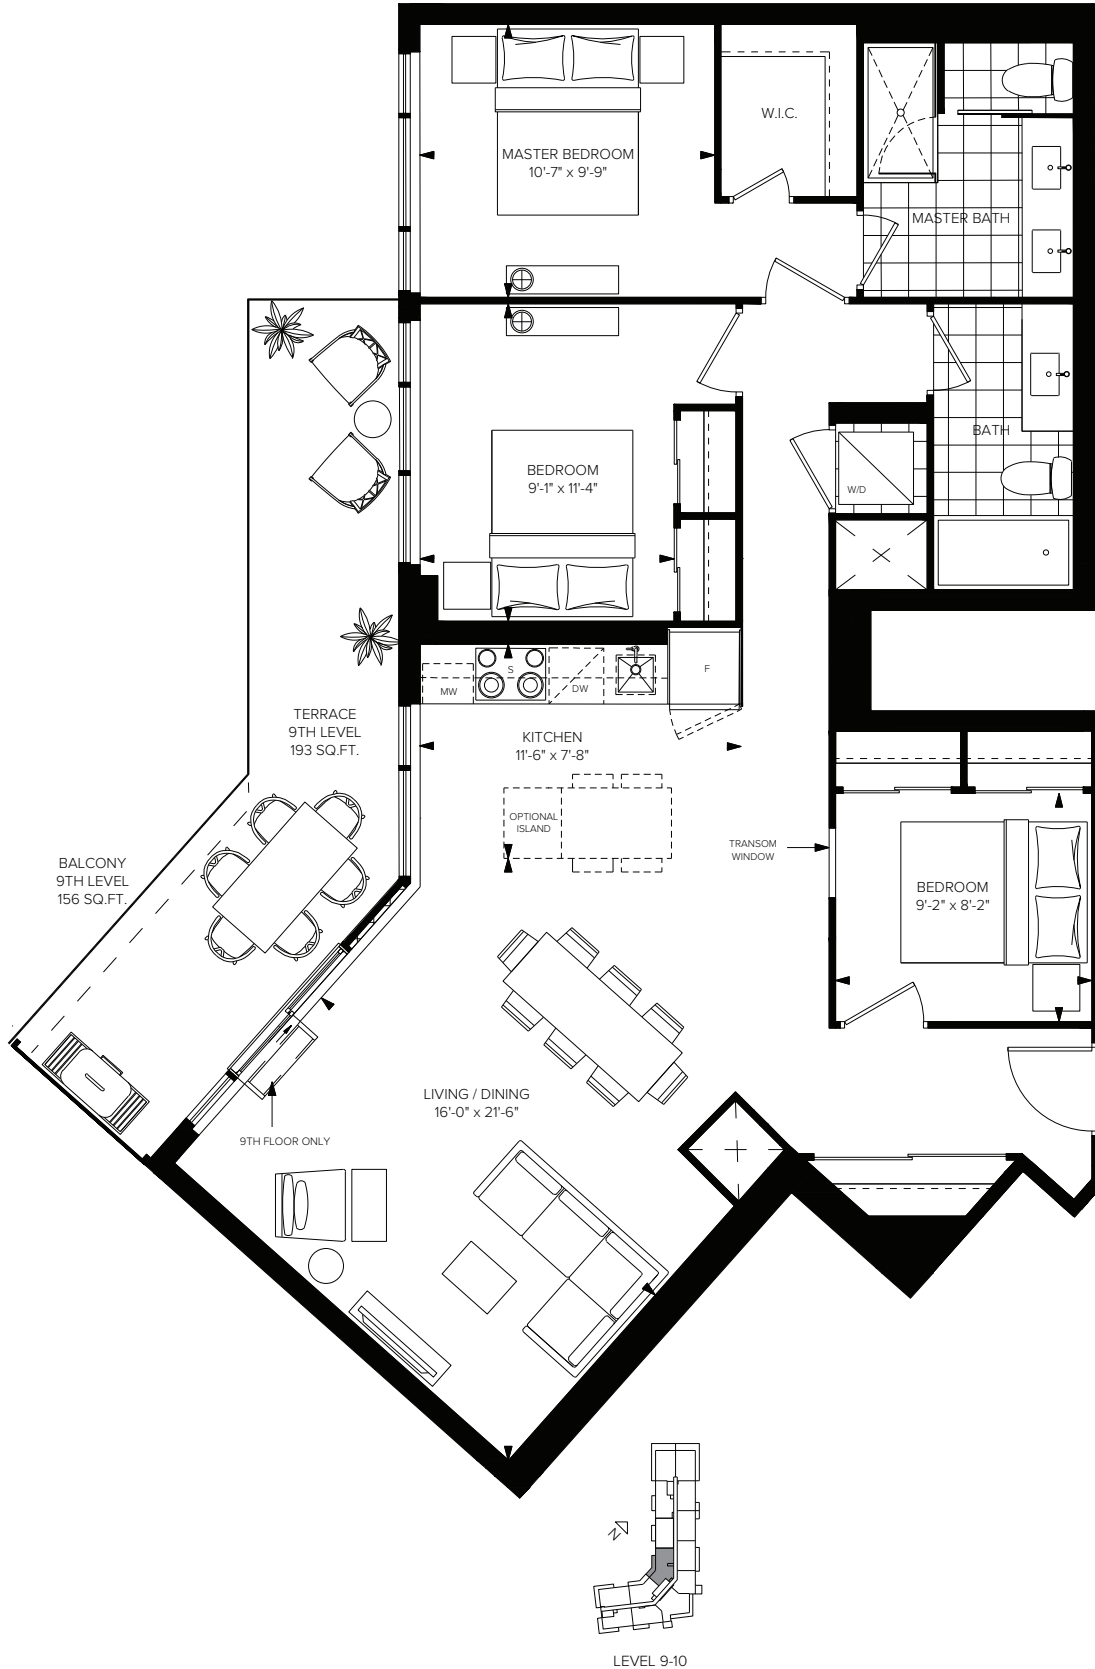 W.I.C.
MASTER BEDROOM
10'-7" x 9'-9"
MASTER BATH
BATH
BEDROOM
9'-1" x 11'-4"
W/D
S
MW
DW
F
TERRACE
9TH LEVEL
193 SQ.FT.
KITCHEN
11'-6" x 7'-8"
OPTIONAL
ISLAND
TRANSOM
WINDOW
BALCONY
9TH LEVEL
156 SQ.FT.
BEDROOM
9'-2" x 8'-2"
LIVING / DINING
16'-0" x 21'-6"
9TH FLOOR ONLY
N
LEVEL 9-10